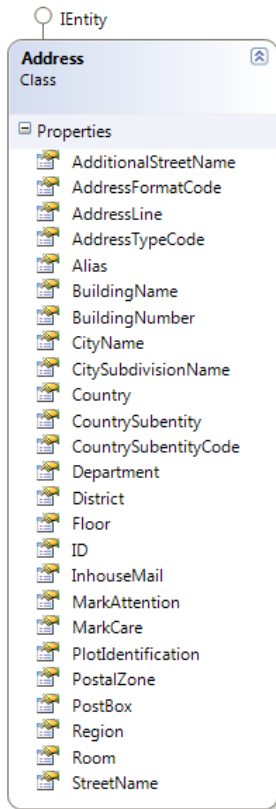 IEntity
Address
Class
Properties
AdditionalStreetName
AddressFormatCode
AddressLine
AddressTypeCode
Alias
BuildingName
BuildingNumber
CityName
CitySubdivisionName
Country
CountrySubentity
CountrySubentityCode
Department
District
Floor
ID
InhouseMail
MarkAttention
MarkCare
PlotIdentification
PostalZone
PostBox
Region
Room
StreetName